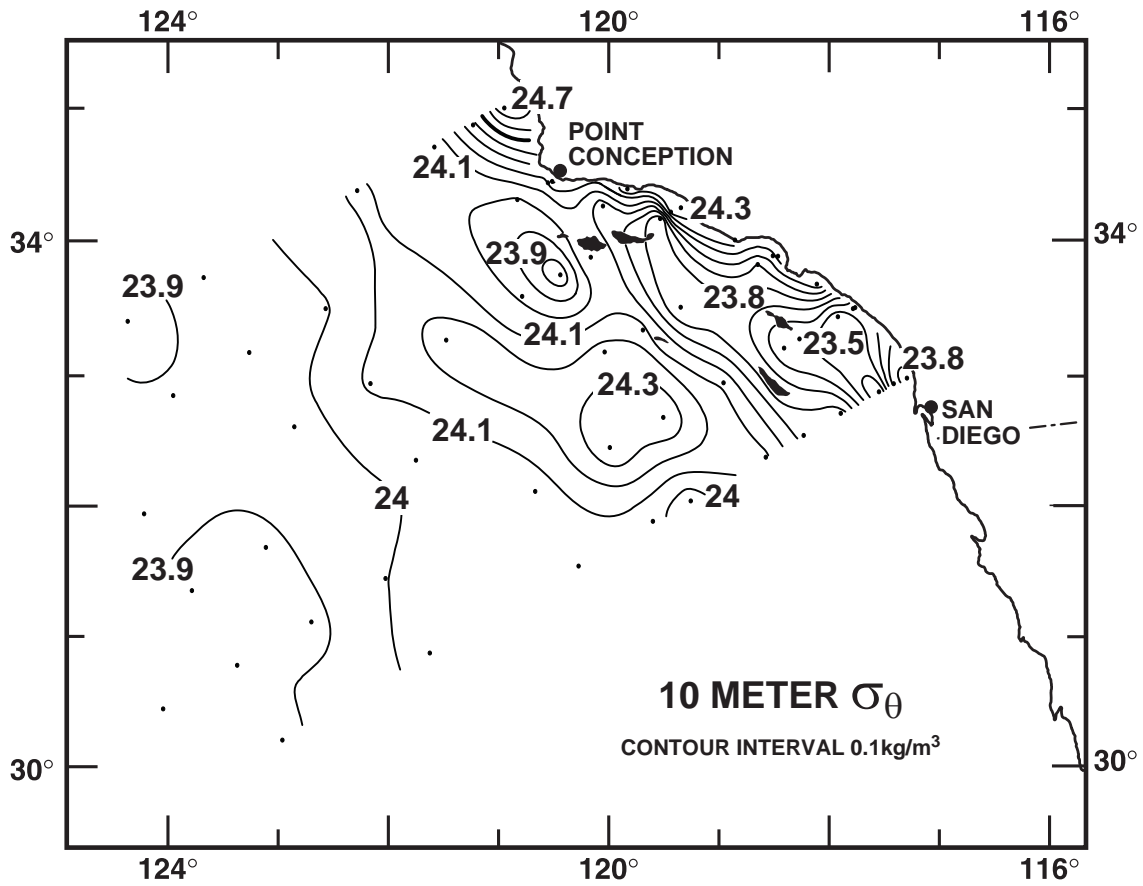 124° 120° 116°
24.7
POINT
CONCEPTION
24.1
24.3
34° 34°
23.9
23.9
23.8
24.1
23.5
23.8
24.3
SAN
DIEGO
24.1
24
24
23.9
10 METER σθ
CONTOUR INTERVAL 0.1kg/m³
30° 30°
124° 120° 116°